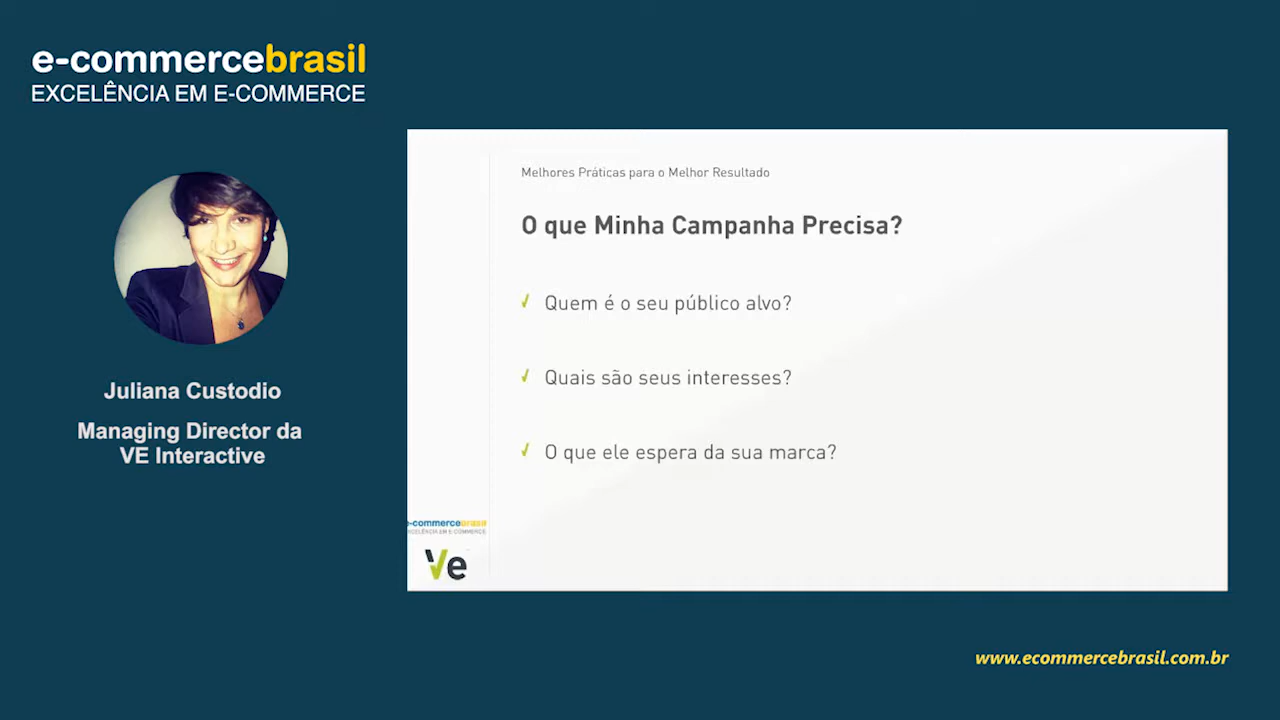 e-commercebrasil
EXCELÊNCIA EM E-COMMERCE
Juliana Custodio
Managing Director da
VE Interactive
Melhores Práticas para o Melhor Resultado
O que Minha Campanha Precisa?
Quem é o seu público alvo?
Quais são seus interesses?
O que ele espera da sua marca?
e-commercebrasil
EXCELÊNCIA EM E-COMMERCE
Ve
www.ecommercebrasil.com.br